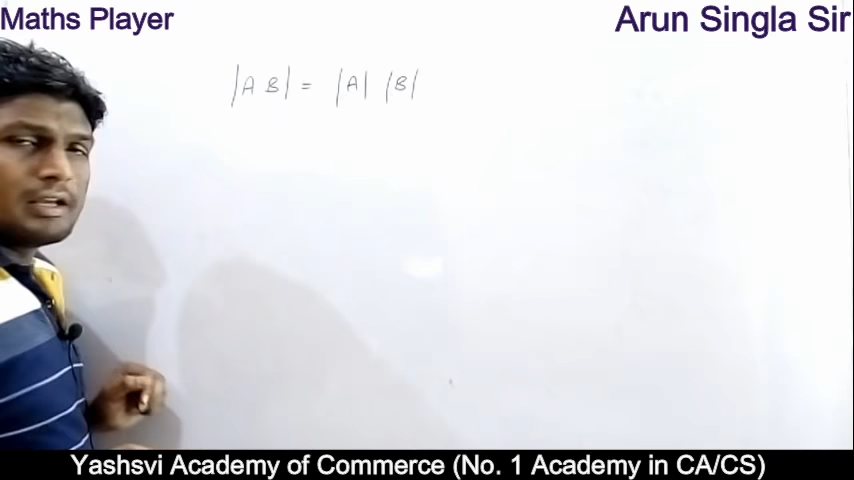 Maths Player
Arun Singla Sir
|A B| = |A| |B|
Yashsvi Academy of Commerce (No. 1 Academy in CA/CS)